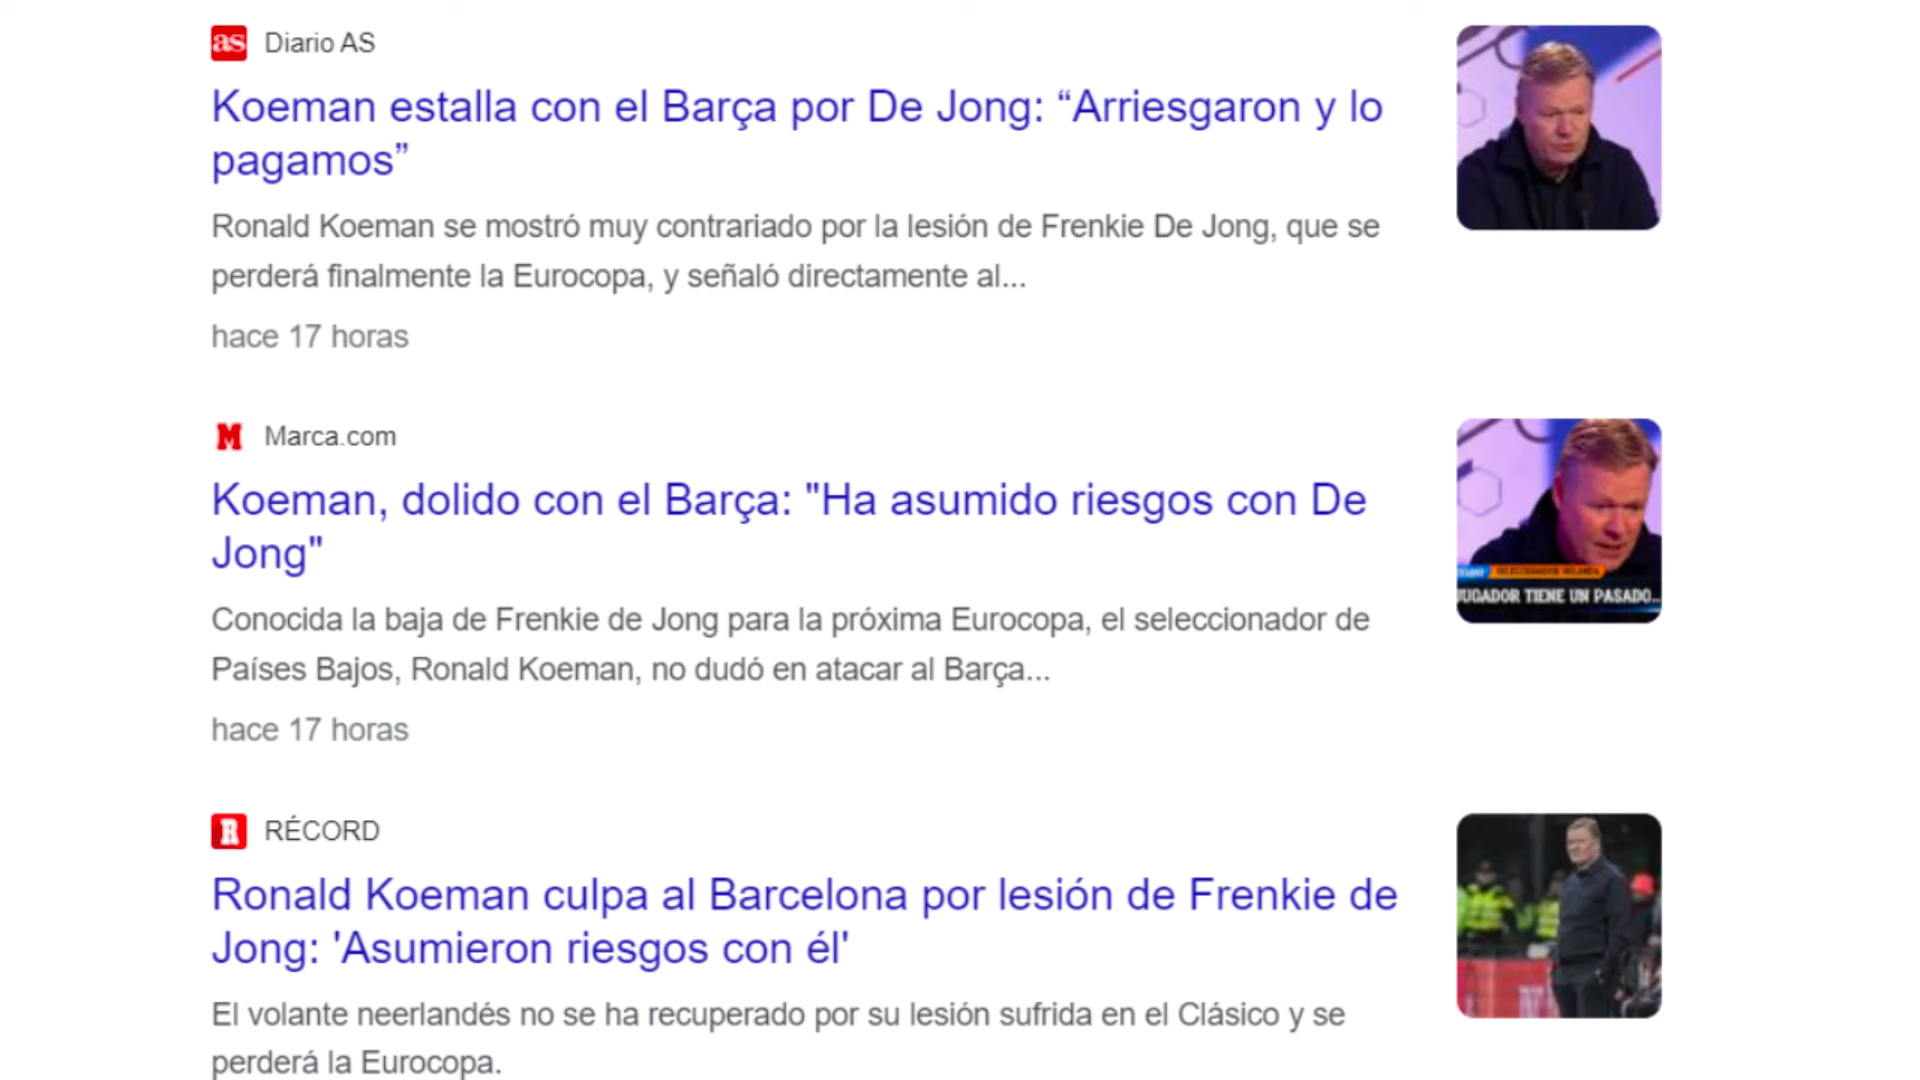 as Diario AS
Koeman estalla con el Barça por De Jong: “Arriesgaron y lo
pagamos”
Ronald Koeman se mostró muy contrariado por la lesión de Frenkie De Jong, que se
perderá finalmente la Eurocopa, y señaló directamente al...
hace 17 horas
M Marca.com
Koeman, dolido con el Barça: "Ha asumido riesgos con De
Jong"
Conocida la baja de Frenkie de Jong para la próxima Eurocopa, el seleccionador de
Países Bajos, Ronald Koeman, no dudó en atacar al Barça...
hace 17 horas
JUGADOR TIENE UN PASADO...
R RÉCORD
Ronald Koeman culpa al Barcelona por lesión de Frenkie de
Jong: 'Asumieron riesgos con él'
El volante neerlandés no se ha recuperado por su lesión sufrida en el Clásico y se
perderá la Eurocopa.